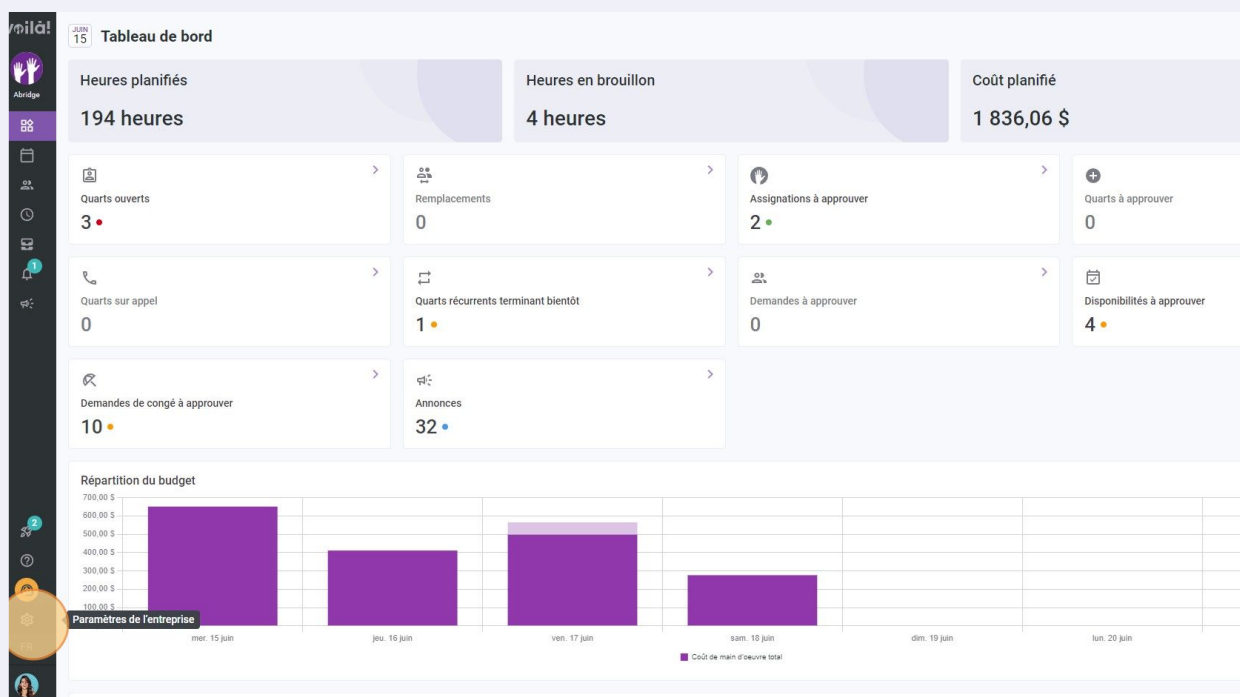 voilà!
JUIN
15
Tableau de bord
Abridge
Heures planifiés
194 heures
Heures en brouillon
4 heures
Coût planifié
1 836,06 $
Quarts ouverts
3
Remplacements
0
Assignations à approuver
2
Quarts à approuver
0
1
Quarts sur appel
0
Quarts récurrents terminant bientôt
1
Demandes à approuver
0
Disponibilités à approuver
4
Demandes de congé à approuver
10
Annonces
32
Répartition du budget
700,00 $
600,00 $
500,00 $
400,00 $
300,00 $
200,00 $
100,00 $
2
Paramètres de l'entreprise
FR
mer. 15 juin
jeu. 16 juin
ven. 17 juin
sam. 18 juin
dim. 19 juin
lun. 20 juin
Coût de main d'oeuvre total